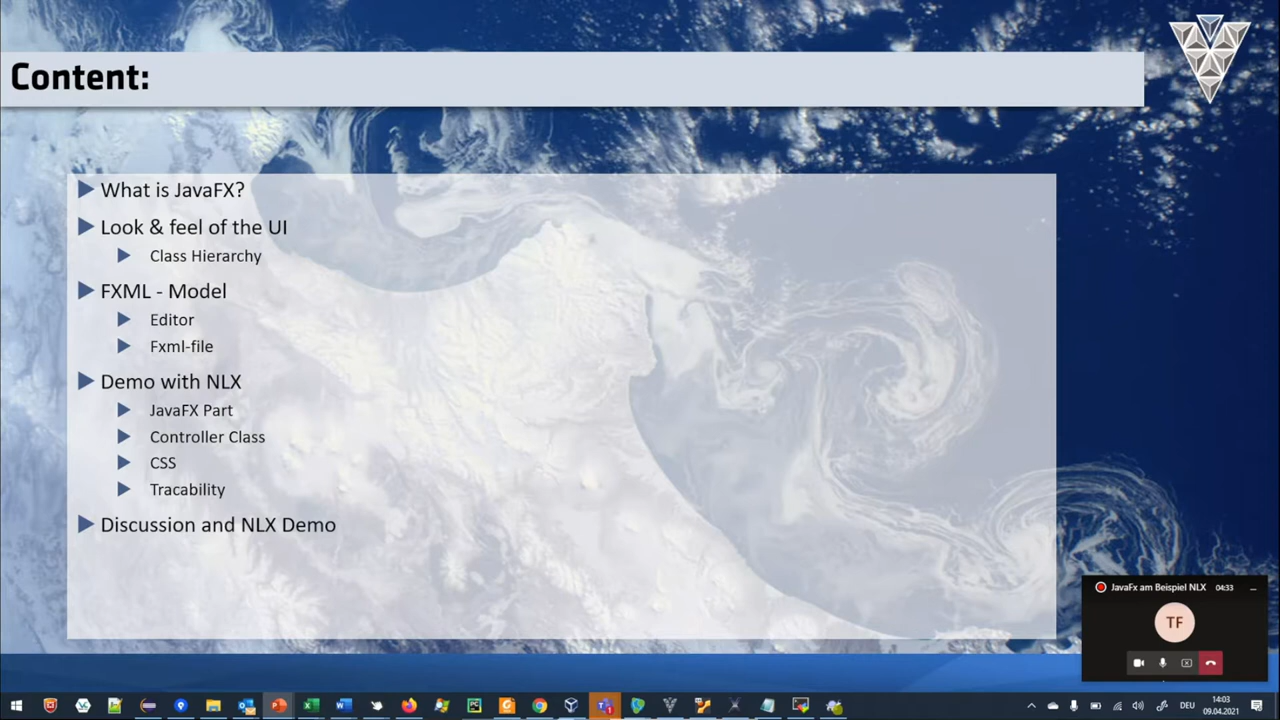 Content:
What is JavaFX?
Look & feel of the UI
Class Hierarchy
FXML - Model
Editor
Fxml-file
Demo with NLX
JavaFX Part
Controller Class
CSS
Tracability
Discussion and NLX Demo
JavaFx am Beispiel NLX 04:33
TF
DEU
14:03
09.04.2021